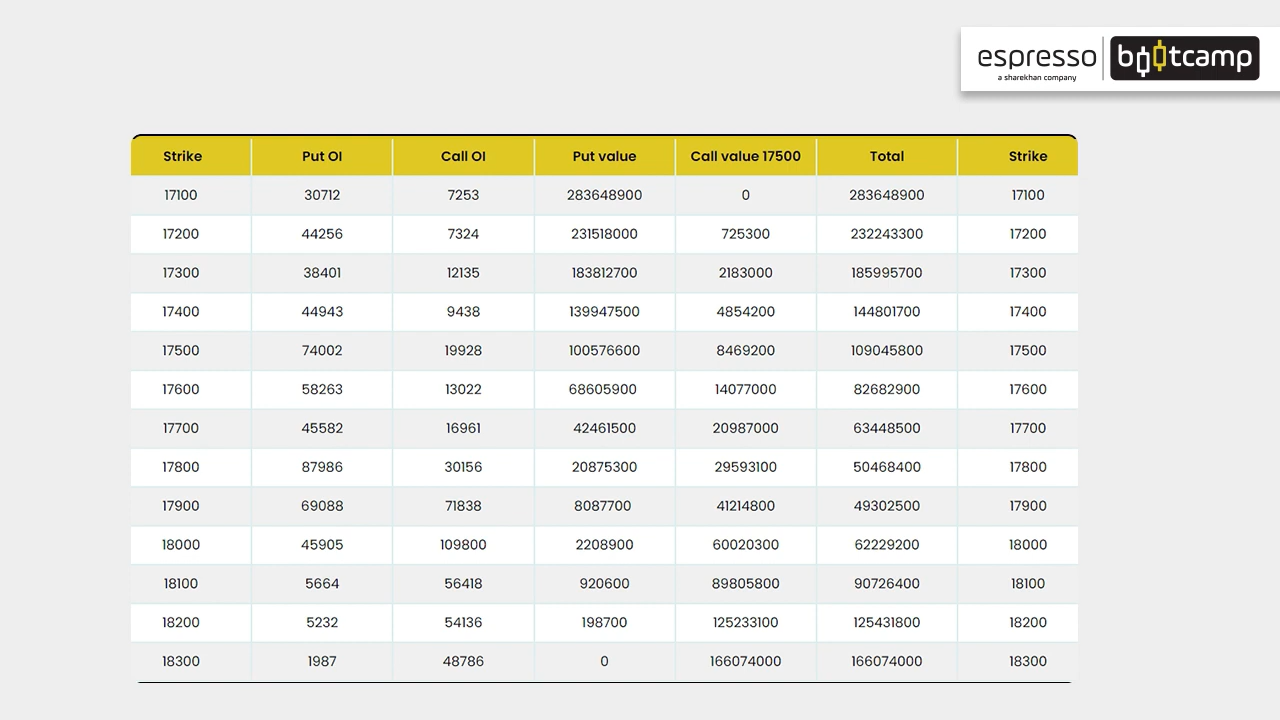 espresso bootcamp
a sharekhan company
Strike Put OI Call OI Put value Call value 17500 Total Strike
17100 30712 7253 283648900 0 283648900 17100
17200 44256 7324 231518000 725300 232243300 17200
17300 38401 12135 183812700 2183000 185995700 17300
17400 44943 9438 139947500 4854200 144801700 17400
17500 74002 19928 100576600 8469200 109045800 17500
17600 58263 13022 68605900 14077000 82682900 17600
17700 45582 16961 42461500 20987000 63448500 17700
17800 87986 30156 20875300 29593100 50468400 17800
17900 69088 71838 8087700 41214800 49302500 17900
18000 45905 109800 2208900 60020300 62229200 18000
18100 5664 56418 920600 89805800 90726400 18100
18200 5232 54136 198700 125233100 125431800 18200
18300 1987 48786 0 166074000 166074000 18300